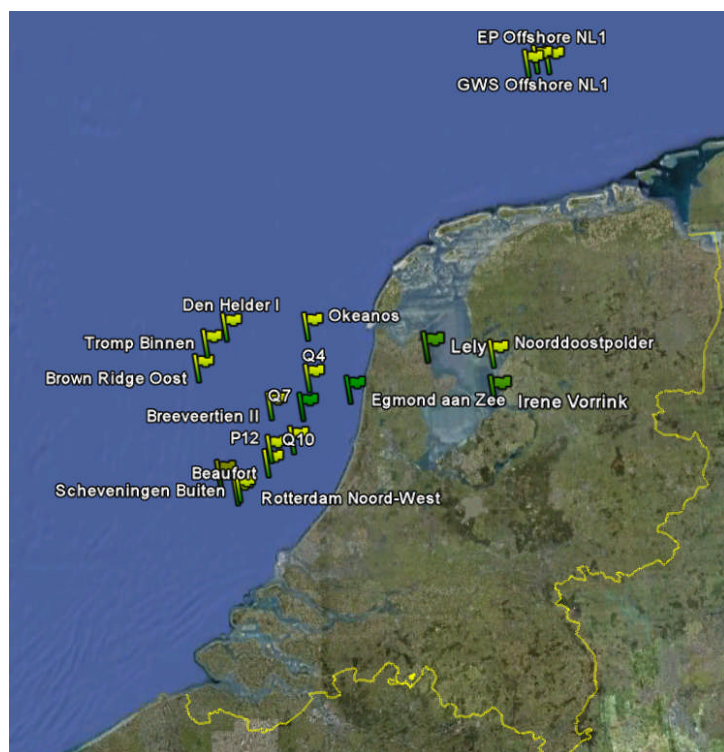 EP Offshore NL1
GWS Offshore NL1
Den Helder I
Okeanos
Tromp Binnen
Lely
Noorddoostpolder
Q4
Brown Ridge Oost
Q7
Egmond aan Zee
Irene Vorrink
Breeveertien II
P12
Q10
Beaufort
Scheveningen Buiten
Rotterdam Noord-West